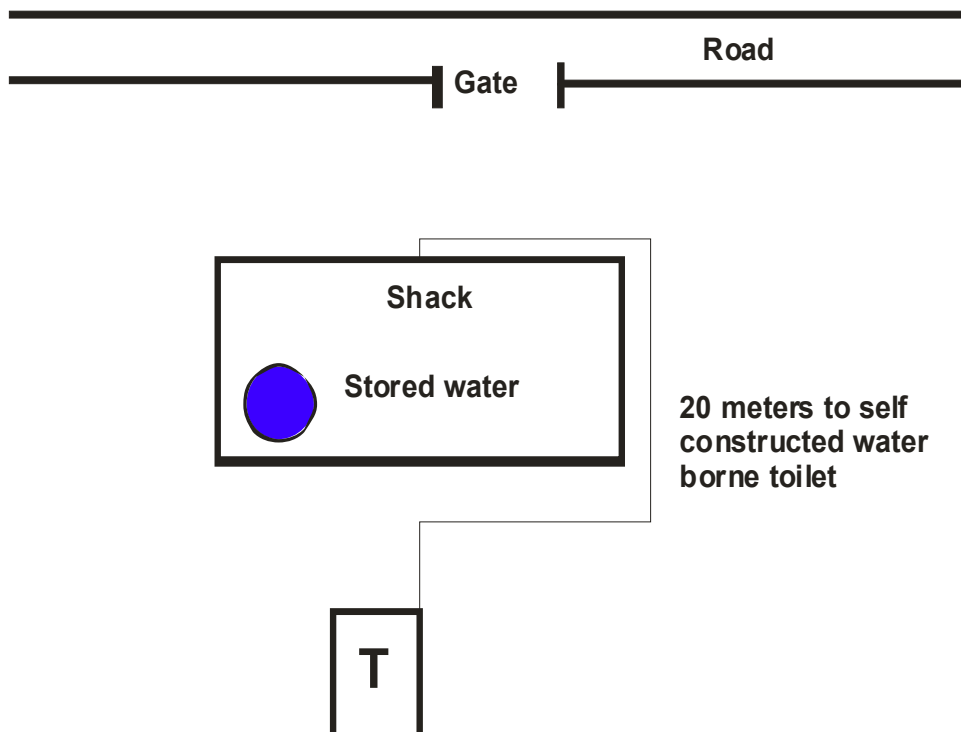 Road
Gate
Shack
Stored water
20 meters to self
constructed water
borne toilet
T